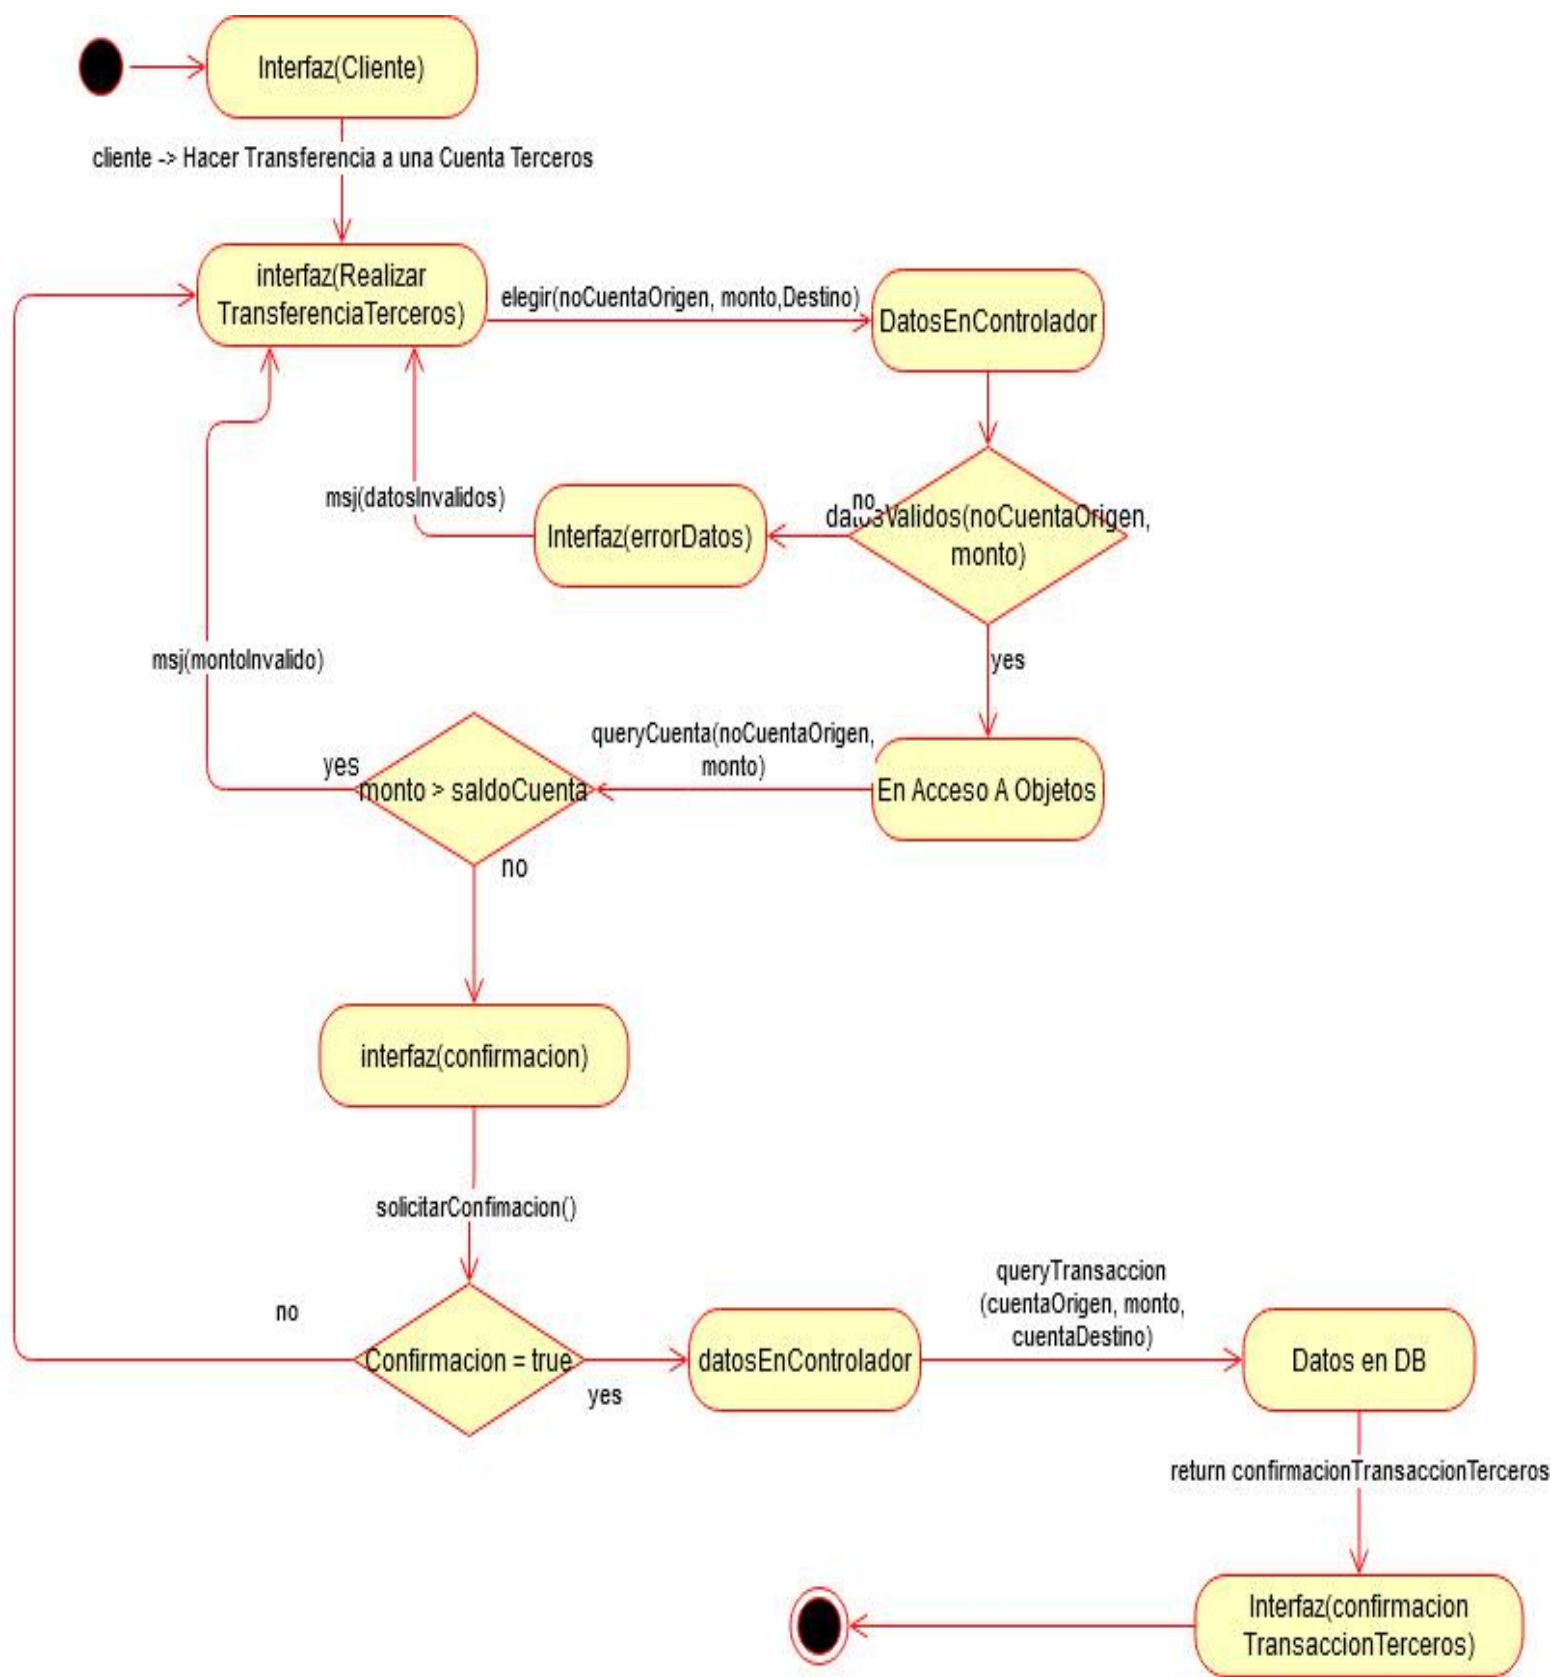 Interfaz(Cliente)
cliente -> Hacer Transferencia a una Cuenta Terceros
interfaz(Realizar
TransferenciaTerceros)
elegir(noCuentaOrigen, monto,Destino)
DatosEnControlador
no
datosValidos(noCuentaOrigen,
monto)
msj(datosInvalidos)
Interfaz(errorDatos)
yes
msj(montoInvalido)
queryCuenta(noCuentaOrigen,
monto)
yes
monto > saldoCuenta
En Acceso A Objetos
no
interfaz(confirmacion)
solicitarConfimacion()
no
Confirmacion = true
yes
datosEnControlador
queryTransaccion
(cuentaOrigen, monto,
cuentaDestino)
Datos en DB
return confirmacionTransaccionTerceros
Interfaz(confirmacion
TransaccionTerceros)